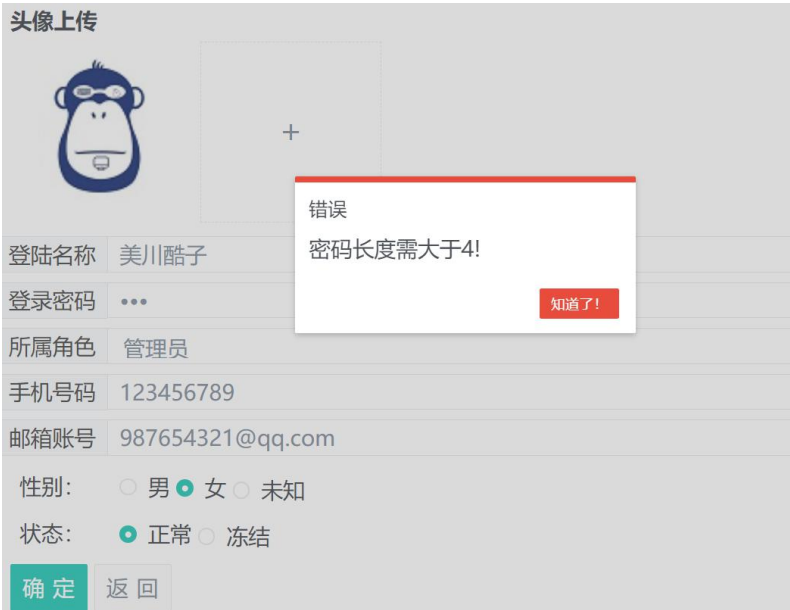 头像上传
+
错误
密码长度需大于4!
知道了!
登陆名称 美川酷子
登录密码 •••
所属角色 管理员
手机号码 123456789
邮箱账号 987654321@qq.com
性别: 男 女 未知
状态: 正常 冻结
确 定 返 回